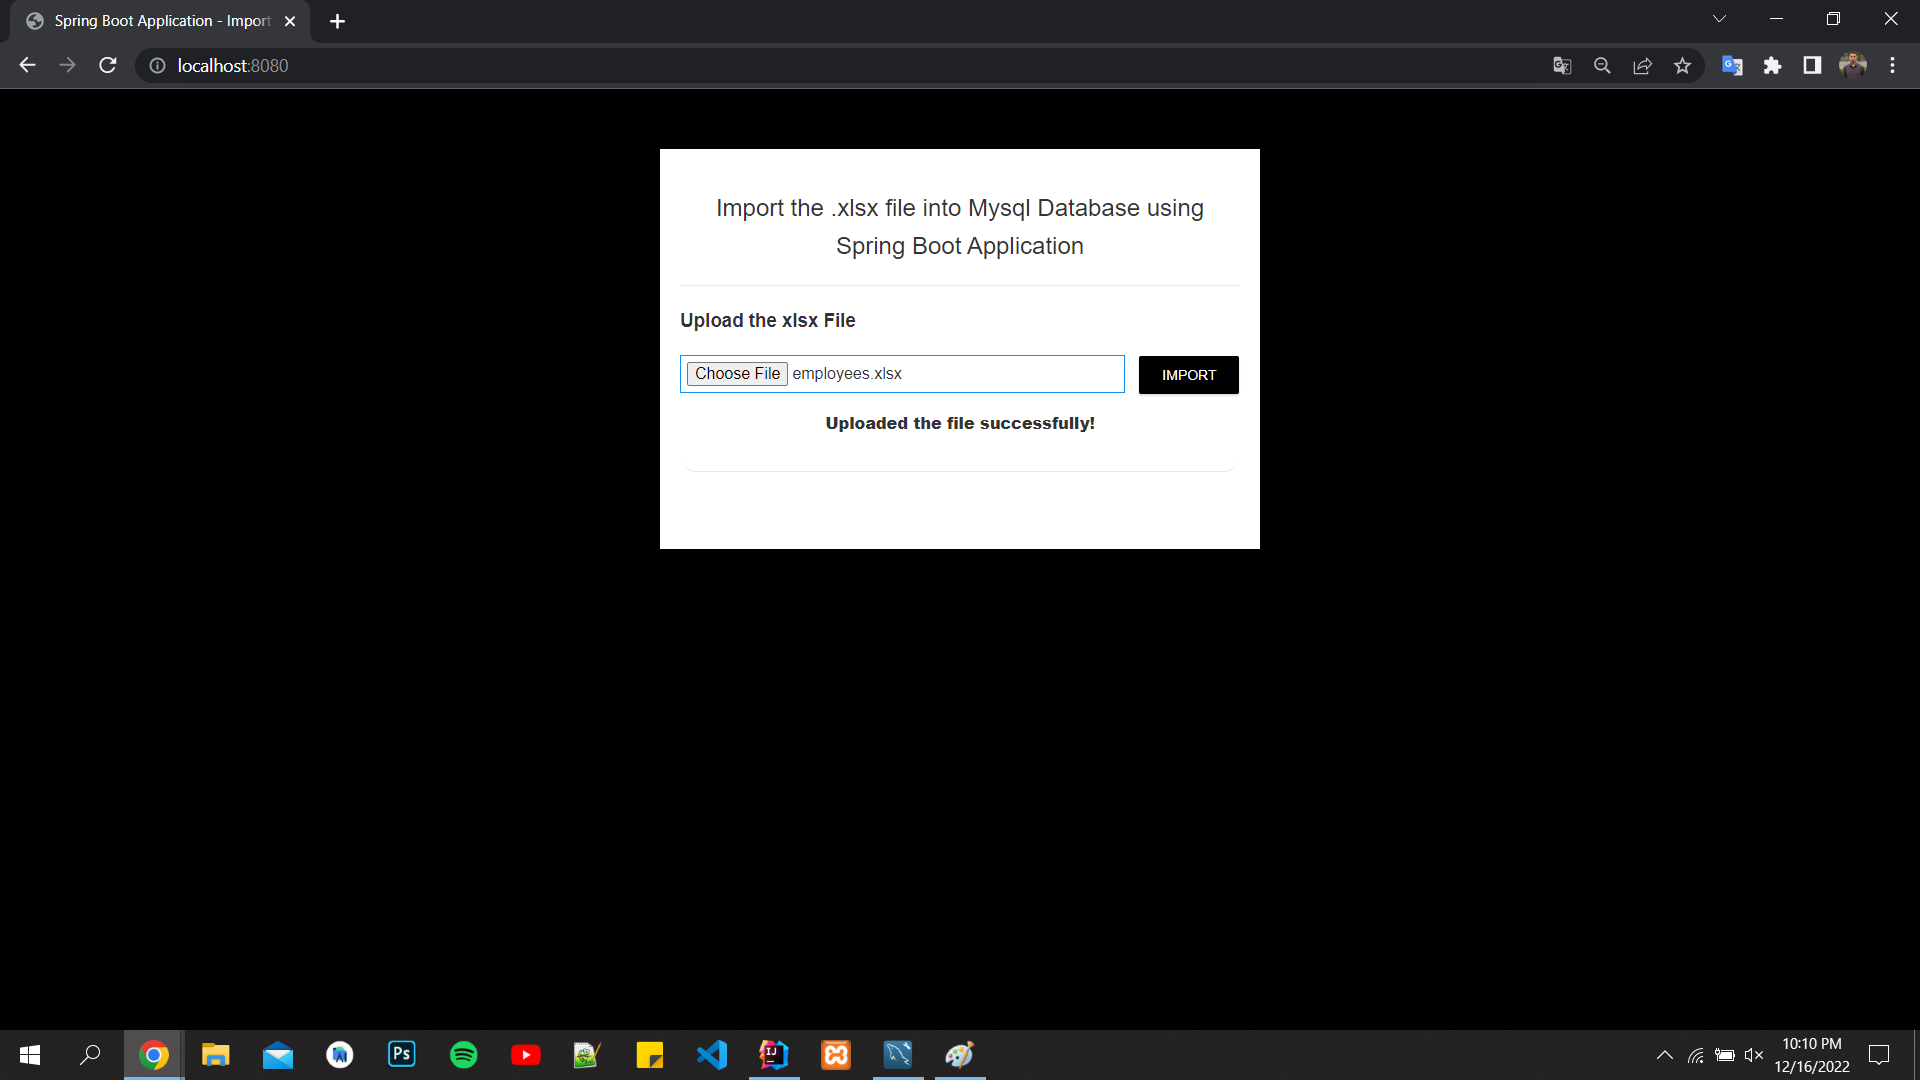 Spring Boot Application - Import
localhost:8080
Import the .xlsx file into Mysql Database using
Spring Boot Application
Upload the xlsx File
Choose File employees.xlsx
IMPORT
Uploaded the file successfully!
Ps
IJ
10:10 PM
12/16/2022